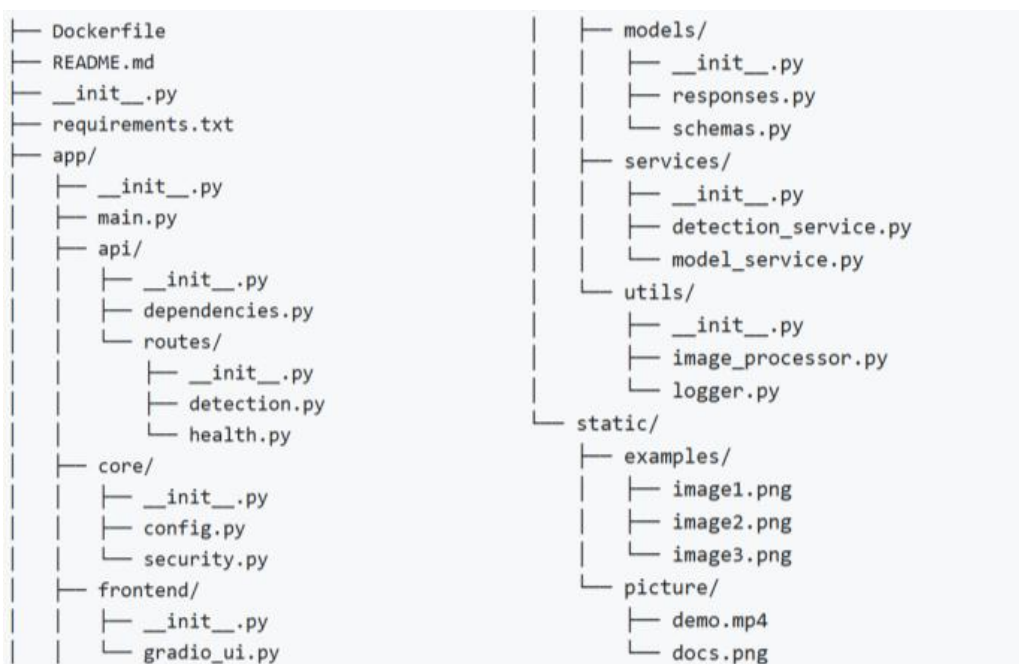 ├── Dockerfile
├── README.md
├── __init__.py
├── requirements.txt
├── app/
│   ├── __init__.py
│   ├── main.py
│   ├── api/
│   │   ├── __init__.py
│   │   ├── dependencies.py
│   │   └── routes/
│   │       ├── __init__.py
│   │       ├── detection.py
│   │       └── health.py
│   ├── core/
│   │   ├── __init__.py
│   │   ├── config.py
│   │   └── security.py
│   ├── frontend/
│   │   ├── __init__.py
│   │   └── gradio_ui.py
│   ├── models/
│   │   ├── __init__.py
│   │   ├── responses.py
│   │   └── schemas.py
│   ├── services/
│   │   ├── __init__.py
│   │   ├── detection_service.py
│   │   └── model_service.py
│   └── utils/
│       ├── __init__.py
│       ├── image_processor.py
│       └── logger.py
└── static/
    ├── examples/
    │   ├── image1.png
    │   ├── image2.png
    │   └── image3.png
    └── picture/
        ├── demo.mp4
        └── docs.png